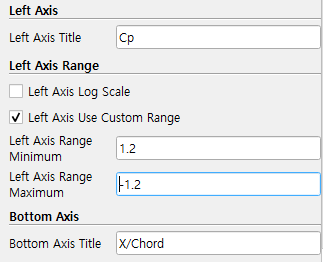 Left Axis
Left Axis Title Cp
Left Axis Range
Left Axis Log Scale
Left Axis Use Custom Range
Left Axis Range Minimum 1.2
Left Axis Range Maximum -1.2
Bottom Axis
Bottom Axis Title X/Chord